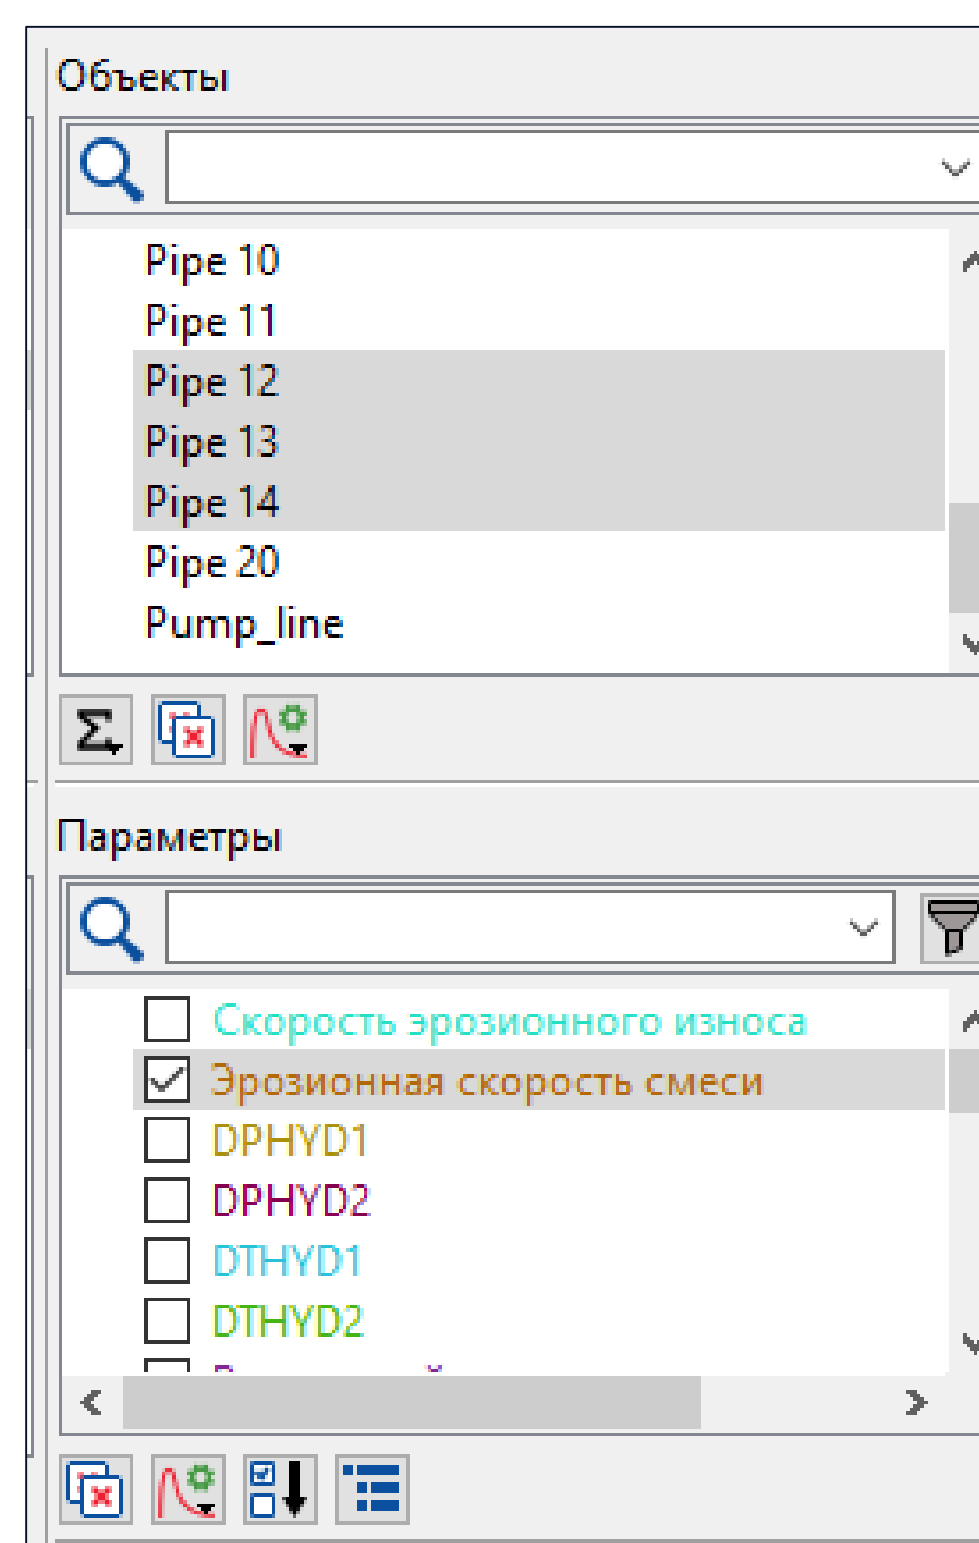 Объекты
Pipe 10
Pipe 11
Pipe 12
Pipe 13
Pipe 14
Pipe 20
Pump_line
Параметры
Скорость эрозионного износа
Эрозионная скорость смеси
DPHYD1
DPHYD2
DTHYD1
DTHYD2